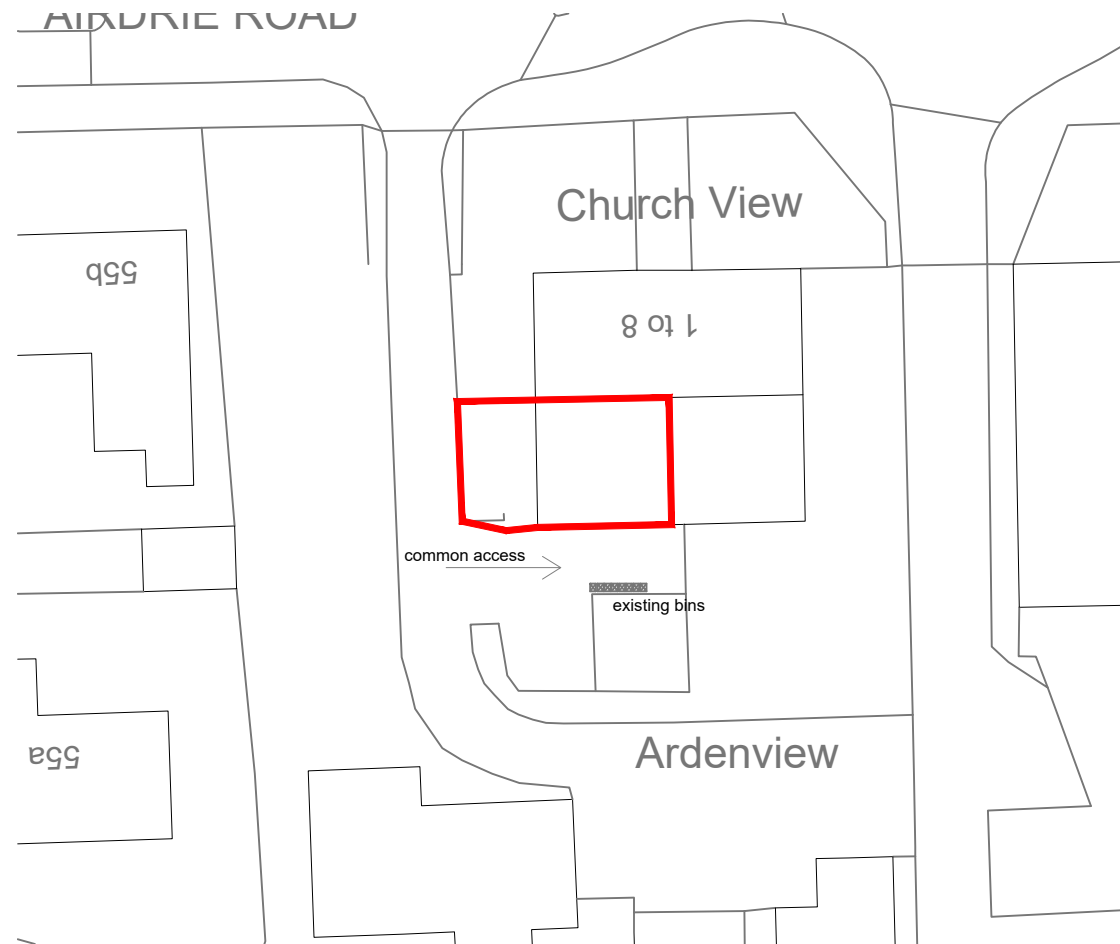 AIRDRIE ROAD
Church View
55b
1 to 8
common access
existing bins
Ardenview
55a